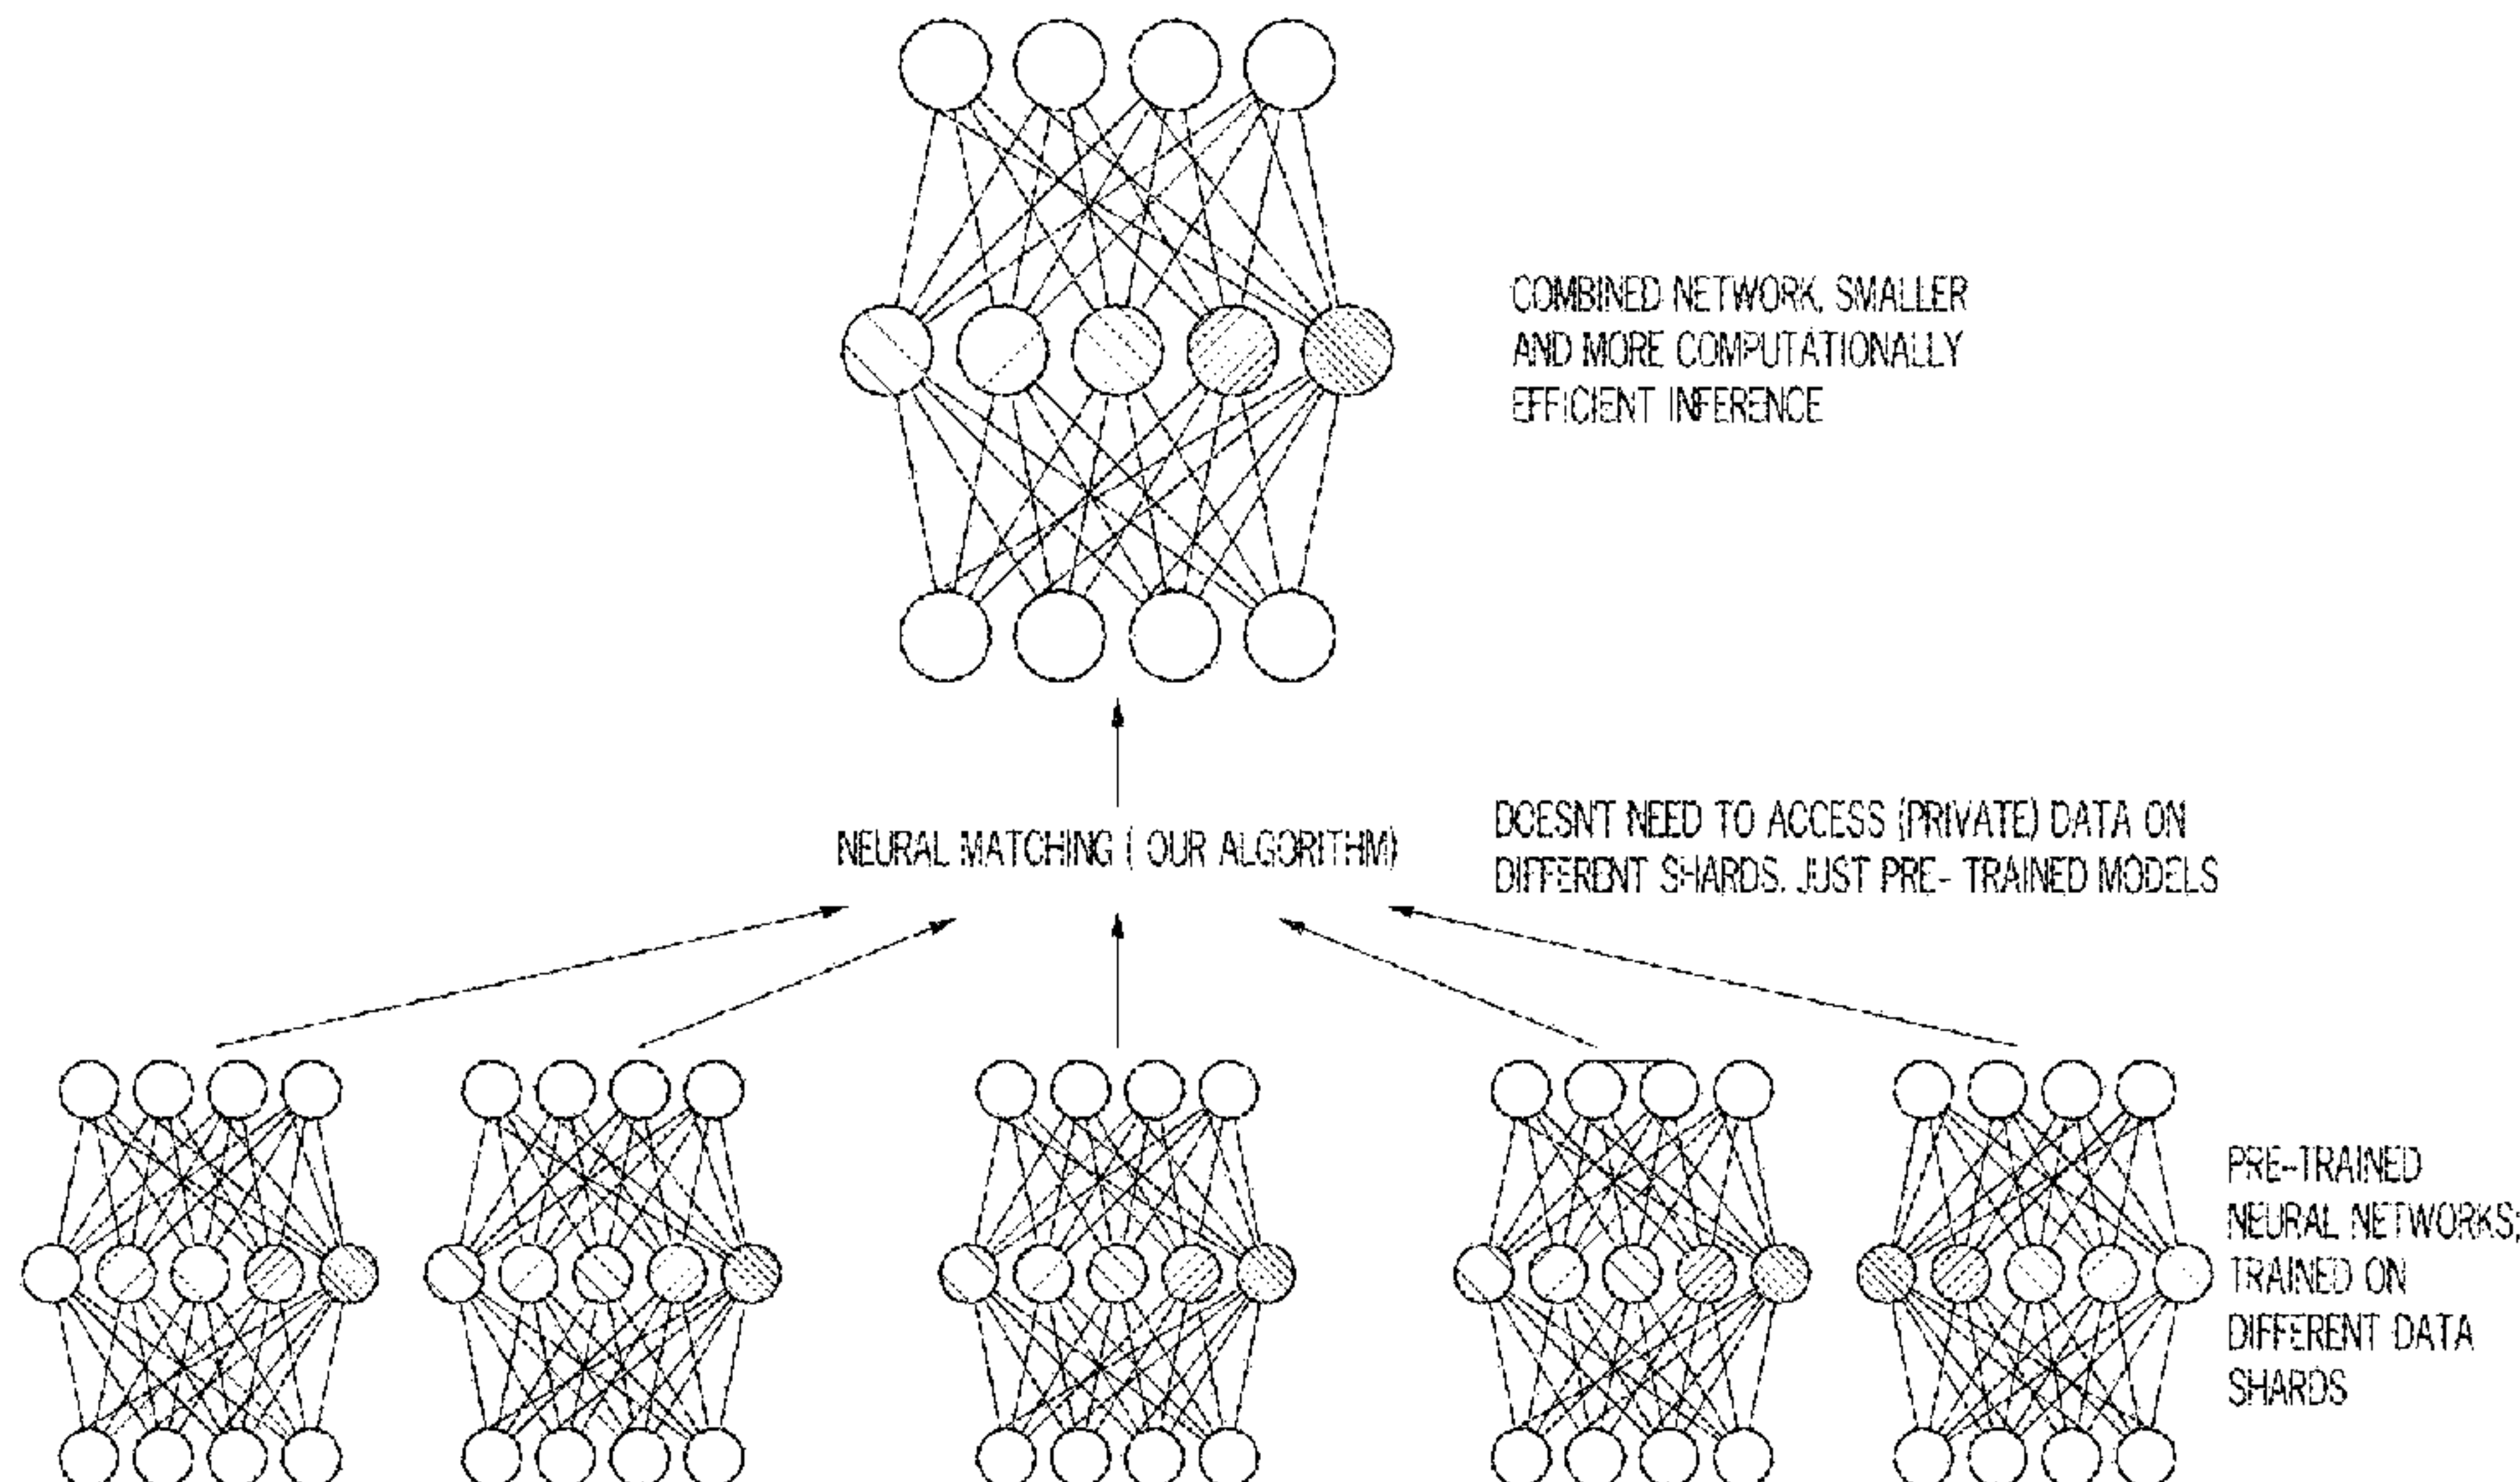 COMBINED NETWORK, SMALLER
AND MORE COMPUTATIONALLY
EFFICIENT INFERENCE
NEURAL MATCHING ( OUR ALGORITHM)
DOESNT NEED TO ACCESS (PRIVATE) DATA ON
DIFFERENT SHARDS. JUST PRE- TRAINED MODELS
PRE-TRAINED
NEURAL NETWORKS;
TRAINED ON
DIFFERENT DATA
SHARDS